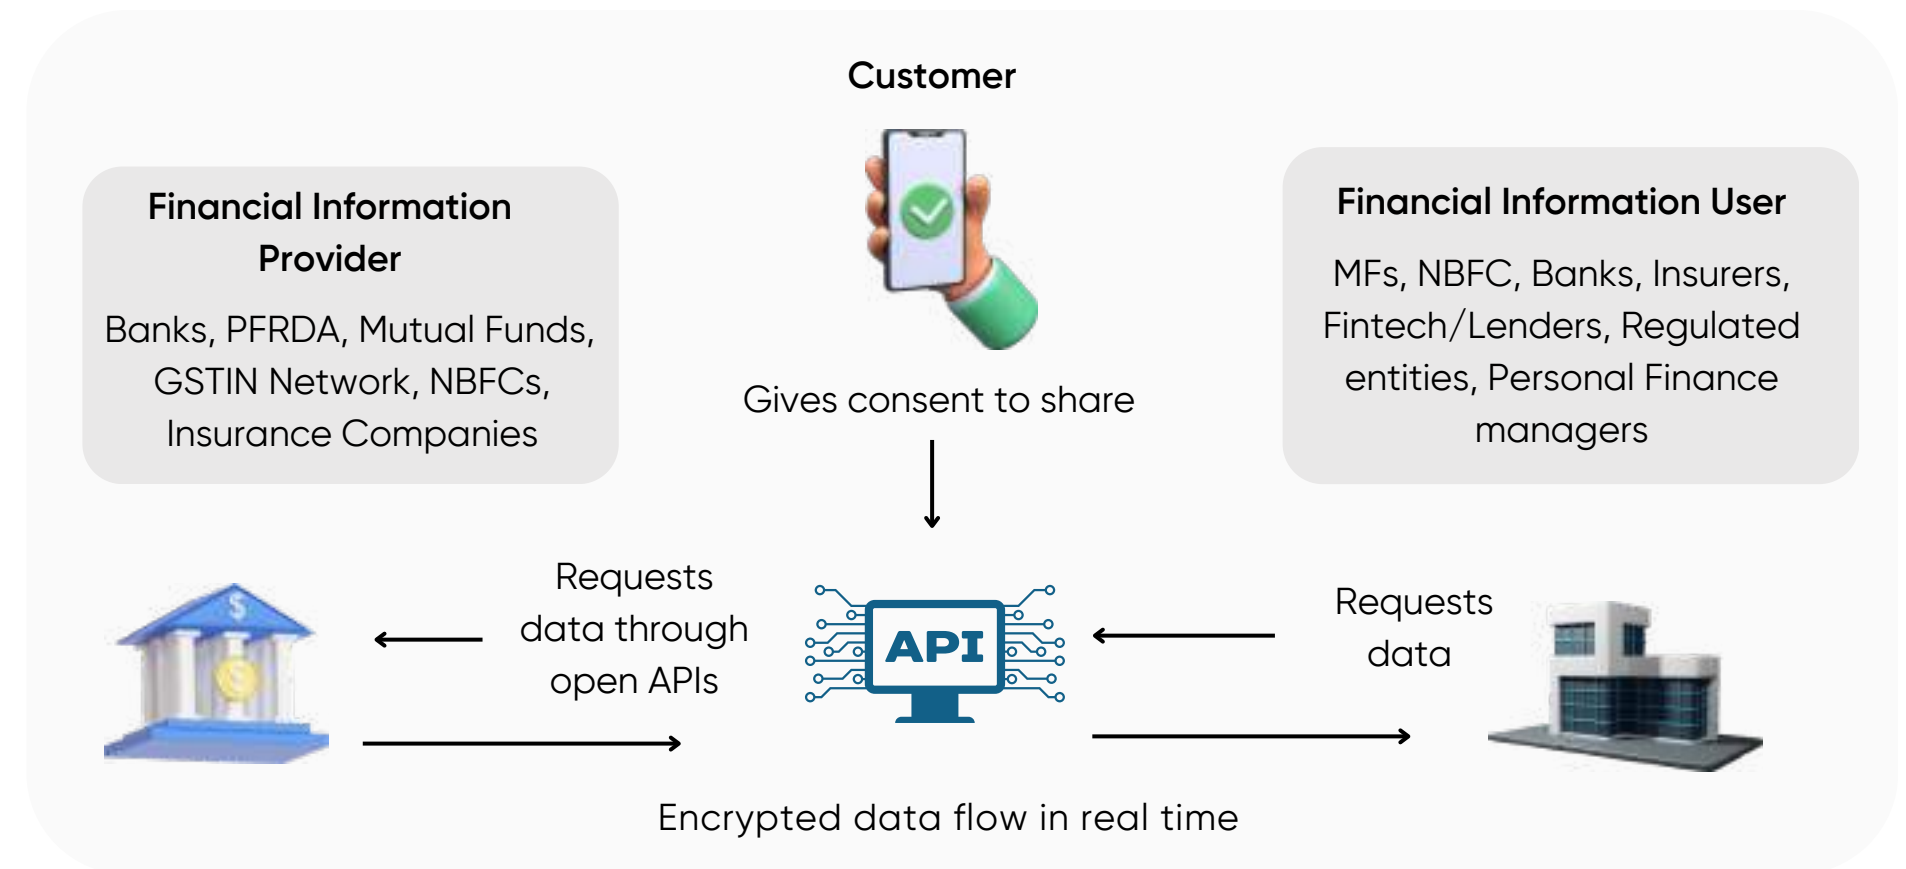 Customer
Financial Information
Provider
Banks, PFRDA, Mutual Funds,
GSTIN Network, NBFCs,
Insurance Companies
Gives consent to share
Financial Information User
MFs, NBFC, Banks, Insurers,
Fintech/Lenders, Regulated
entities, Personal Finance
managers
Requests
data through
open APIs
API
Requests
data
Encrypted data flow in real time